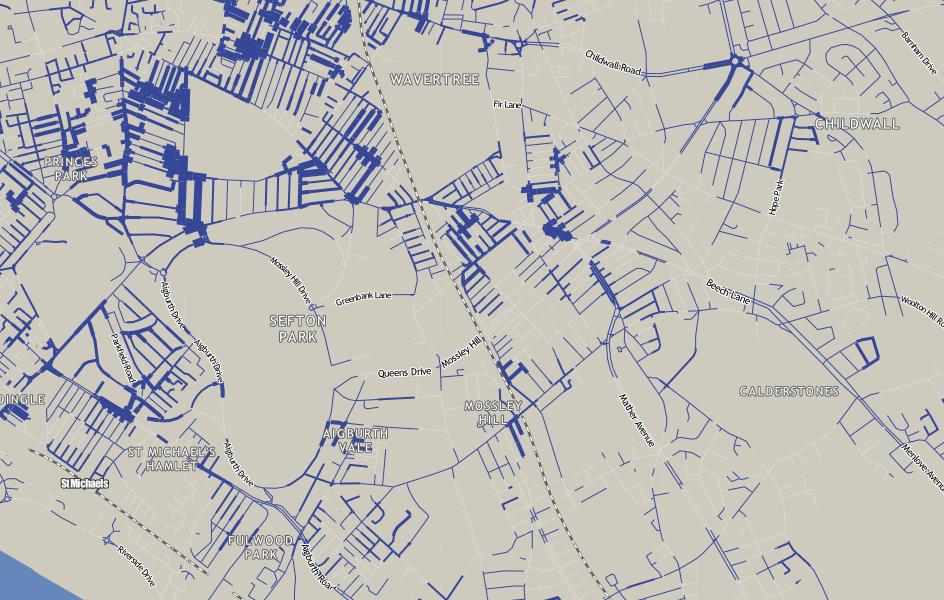 Barnham Drive
Childwall Road
WAVERTREE
Fir Lane
CHILDWALL
PRINCES
PARK
Hope Park
Mossley Hill Drive
Aigburth Drive
Greenbank Lane
Beech Lane
Woolton Hill Ro
SEFTON
PARK
Parkfield Road
Aigburth Drive
Mossley Hill
Queens Drive
CALDERSTONES
DINGLE
MOSSLEY
HILL
Mather Avenue
AIGBURTH
VALE
ST MICHAEL'S
HAMLET
Aigburth Drive
Menlove Avenue
St Michaels
FULWOOD
PARK
Riverside Drive
Aigburth Road